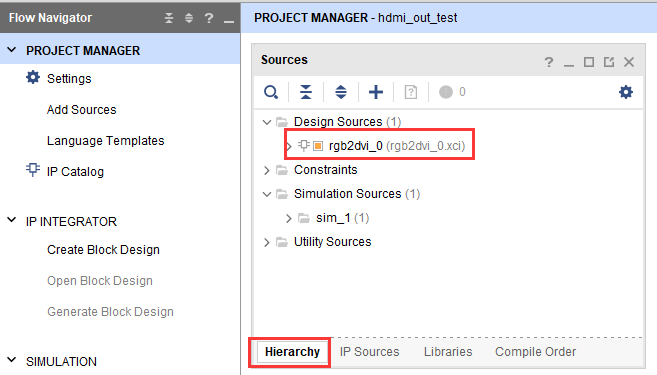 Flow Navigator
PROJECT MANAGER
Settings
Add Sources
Language Templates
IP Catalog
IP INTEGRATOR
Create Block Design
Open Block Design
Generate Block Design
SIMULATION
PROJECT MANAGER - hdmi_out_test
Sources
0
Design Sources (1)
rgb2dvi_0 (rgb2dvi_0.xci)
Constraints
Simulation Sources (1)
sim_1 (1)
Utility Sources
Hierarchy IP Sources Libraries Compile Order